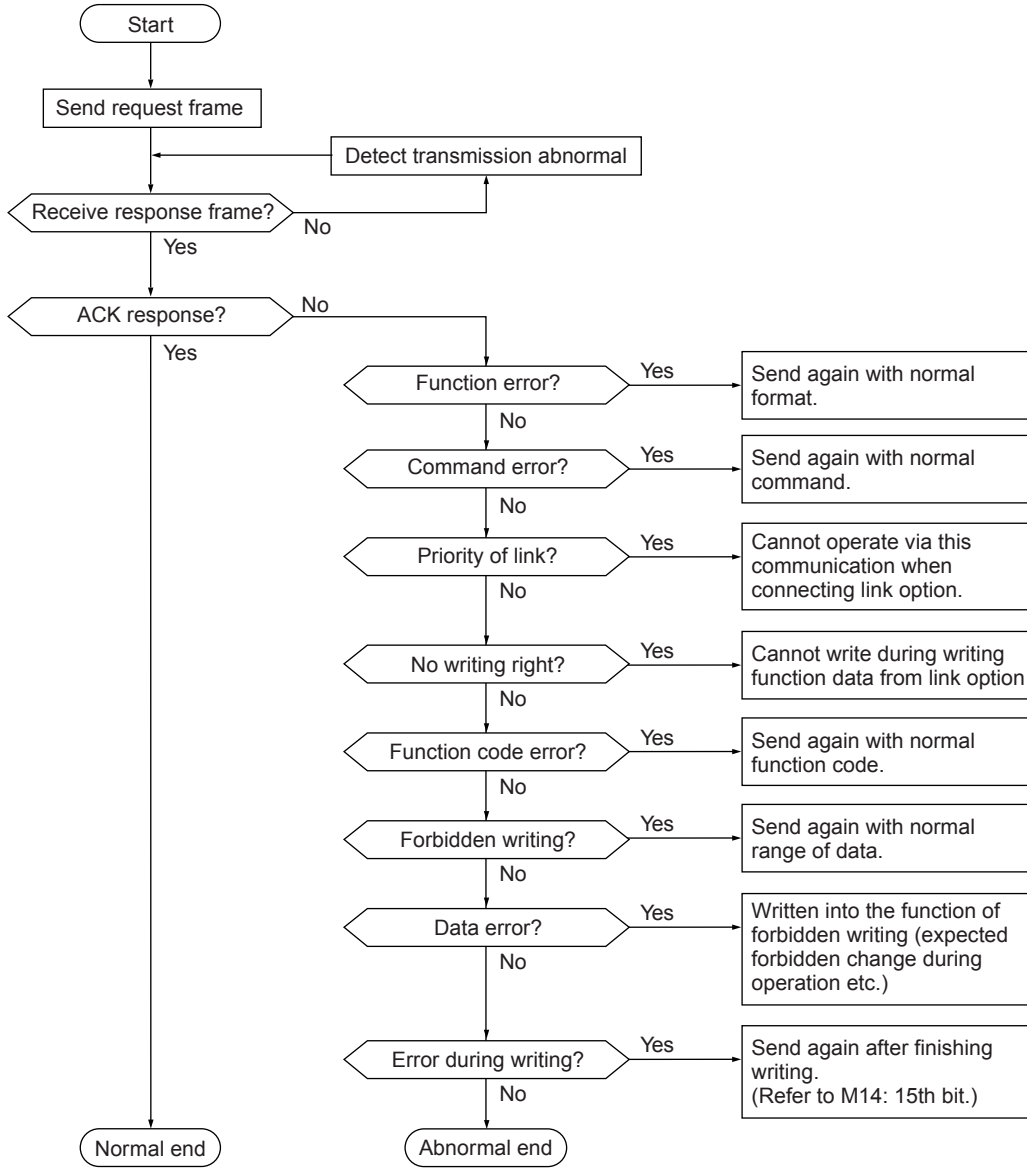 Start
Send request frame
Detect transmission abnormal
Receive response frame?
No
Yes
ACK response?
No
Yes
Function error?
Yes
Send again with normal
format.
No
Command error?
Yes
Send again with normal
command.
No
Priority of link?
Yes
Cannot operate via this
communication when
connecting link option.
No
No writing right?
Yes
Cannot write during writing
function data from link option
No
Function code error?
Yes
Send again with normal
function code.
No
Forbidden writing?
Yes
Send again with normal
range of data.
No
Data error?
Yes
Written into the function of
forbidden writing (expected
forbidden change during
operation etc.)
No
Error during writing?
Yes
Send again after finishing
writing.
(Refer to M14: 15th bit.)
No
Normal end
Abnormal end